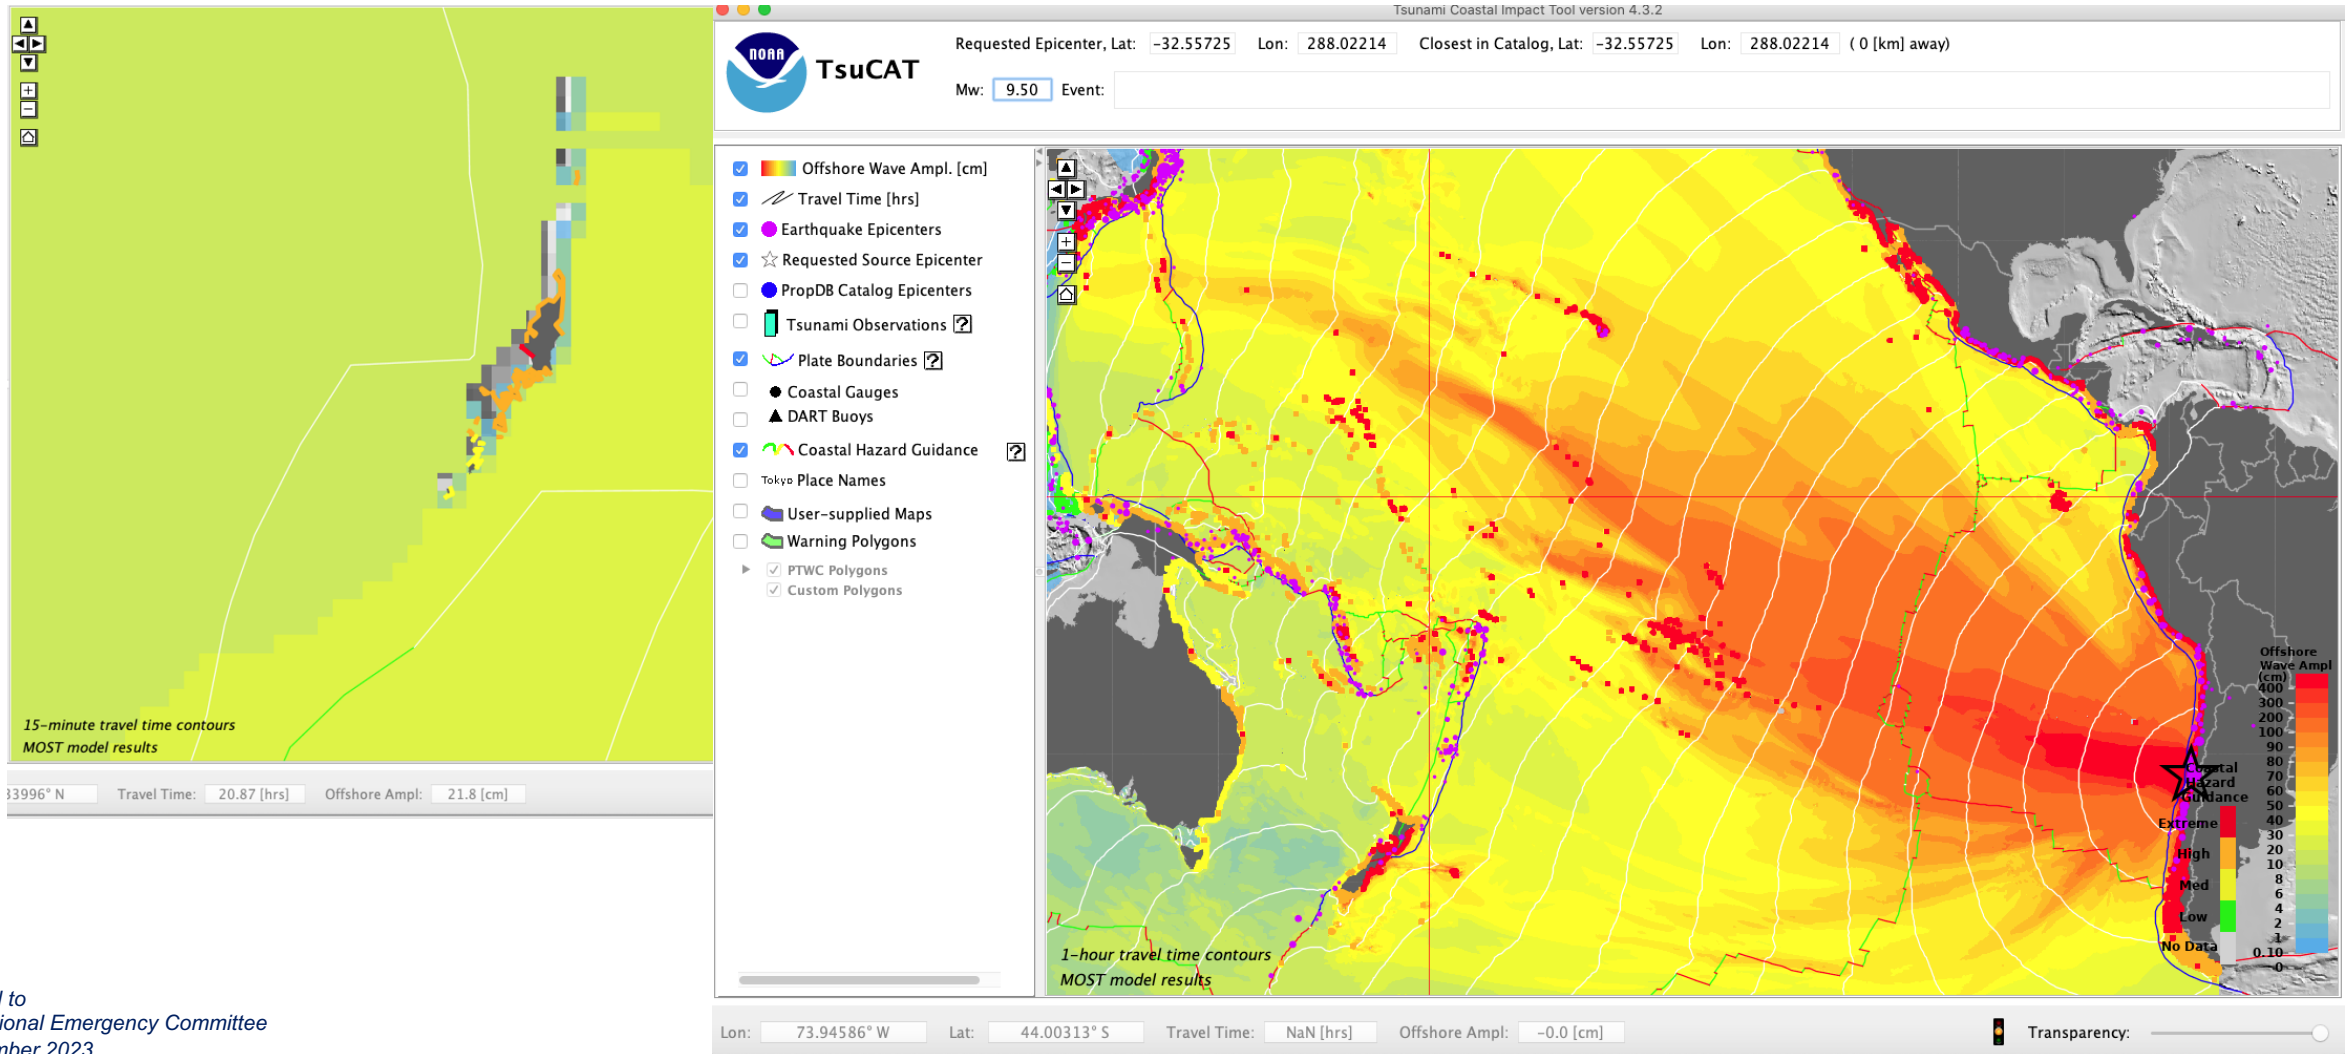 15-minute travel time contours
MOST model results
33996° N
Travel Time:
20.87 [hrs]
Offshore Ampl:
21.8 [cm]
to
ional Emergency Committee
mber 2023
Tsunami Coastal Impact Tool version 4.3.2
NOAA
TsuCAT
Requested Epicenter, Lat: -32.55725 Lon: 288.02214 Closest in Catalog, Lat: -32.55725 Lon: 288.02214 ( 0 [km] away)
Mw: 9.50 Event:
Offshore Wave Ampl. [cm]
Travel Time [hrs]
Earthquake Epicenters
Requested Source Epicenter
PropDB Catalog Epicenters
Tsunami Observations ?
Plate Boundaries ?
Coastal Gauges
DART Buoys
Coastal Hazard Guidance ?
Tokyo Place Names
User-supplied Maps
Warning Polygons
PTWC Polygons
Custom Polygons
1-hour travel time contours
MOST model results
Offshore
Wave Ampl
(cm)
400
300
200
100
90
80
70
60
50
40
30
20
10
8
6
4
2
1
0.10
0
Coastal
Hazard
Guidance
Extreme
High
Med
Low
No Data
Lon: 73.94586° W Lat: 44.00313° S Travel Time: NaN [hrs] Offshore Ampl: -0.0 [cm] Transparency: